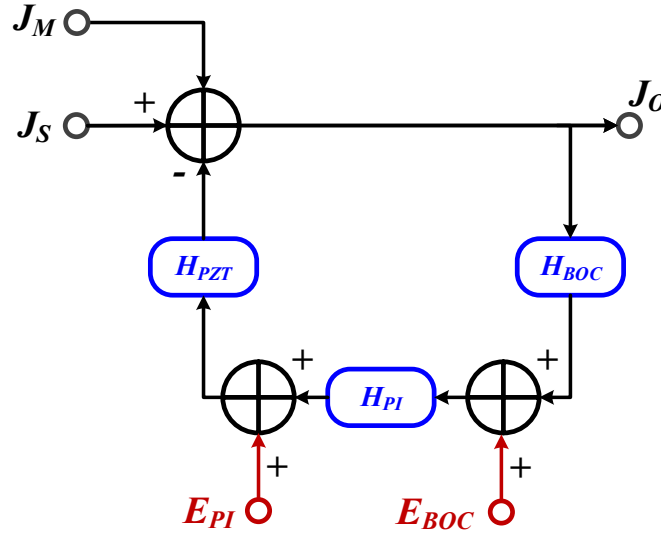 J_M
+
J_S
J_O
-
H_PZT
H_BOC
+
+
H_PI
+
+
E_PI
E_BOC